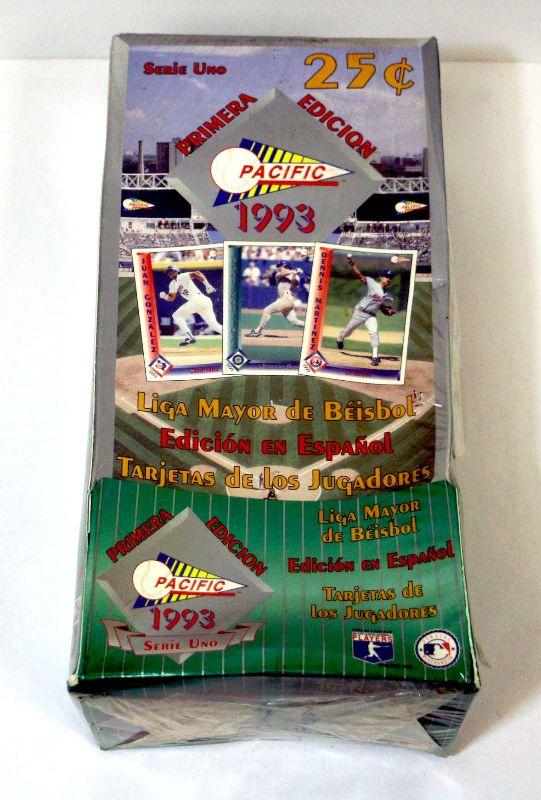 Serie Uno
25¢
PRIMERA EDICION
PACIFIC
1993
JUAN GONZALEZ
DENNIS MARTINEZ
Liga Mayor de Béisbol
Edición en Español
Tarjetas de los Jugadores
PRIMERA EDICION
PACIFIC
1993
Serie Uno
Liga Mayor
de Béisbol
Edición en Español
Tarjetas de
los Jugadores
PLAYERS